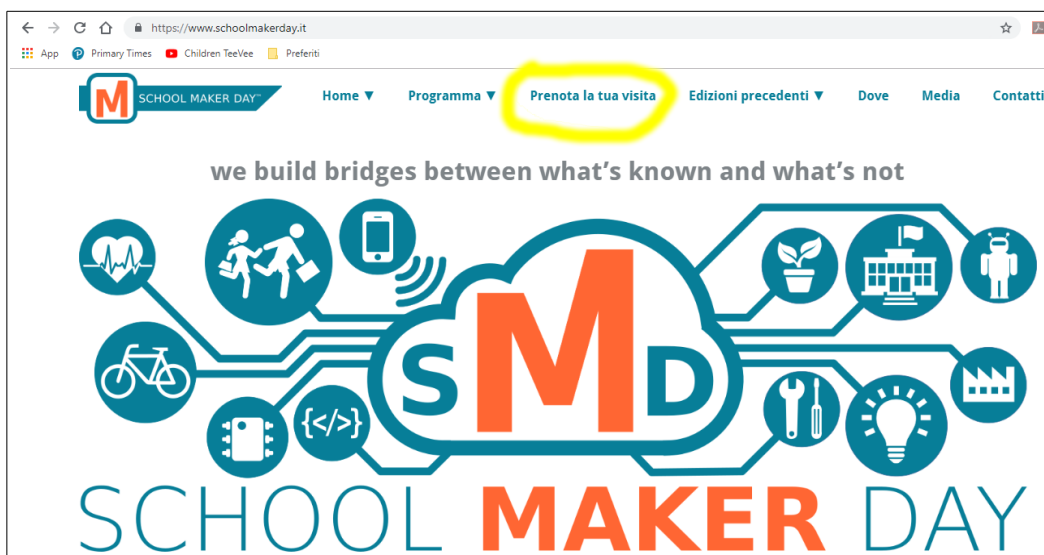 https://www.schoolmakerday.it
App Primary Times Children TeeVee Preferiti
M SCHOOL MAKER DAY™ Home ▼ Programma ▼ Prenota la tua visita Edizioni precedenti ▼ Dove Media Contatti
we build bridges between what's known and what's not
SMD
{</>}
SCHOOL MAKER DAY